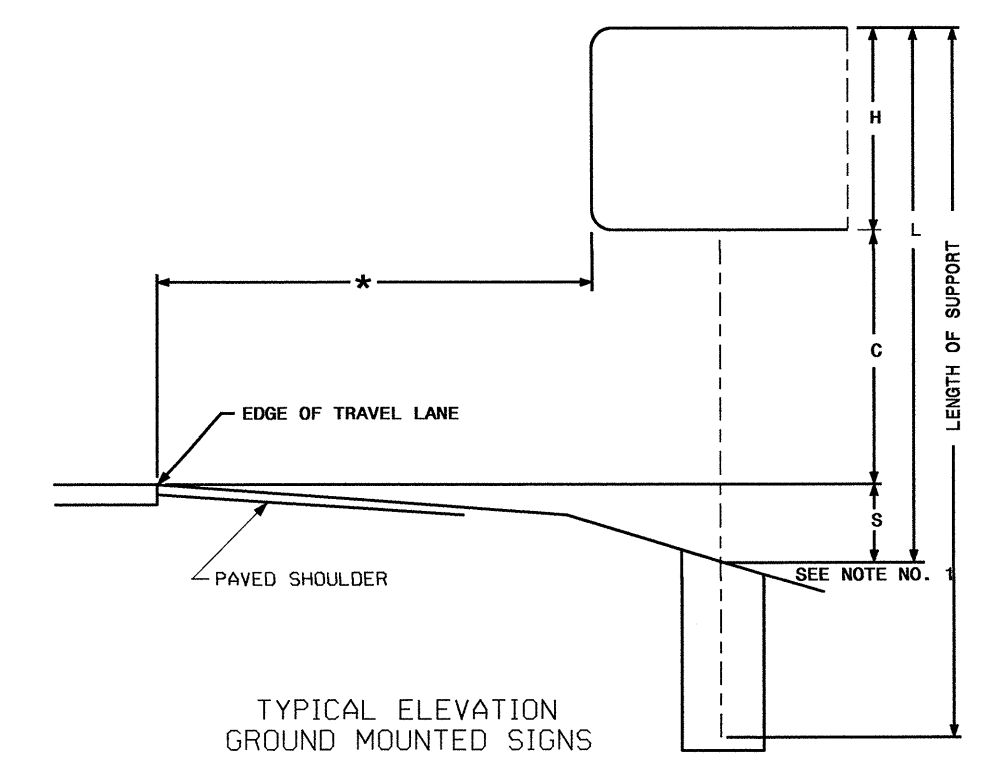 H
L
LENGTH OF SUPPORT
*
C
EDGE OF TRAVEL LANE
S
SEE NOTE NO. 1
PAVED SHOULDER
TYPICAL ELEVATION
GROUND MOUNTED SIGNS